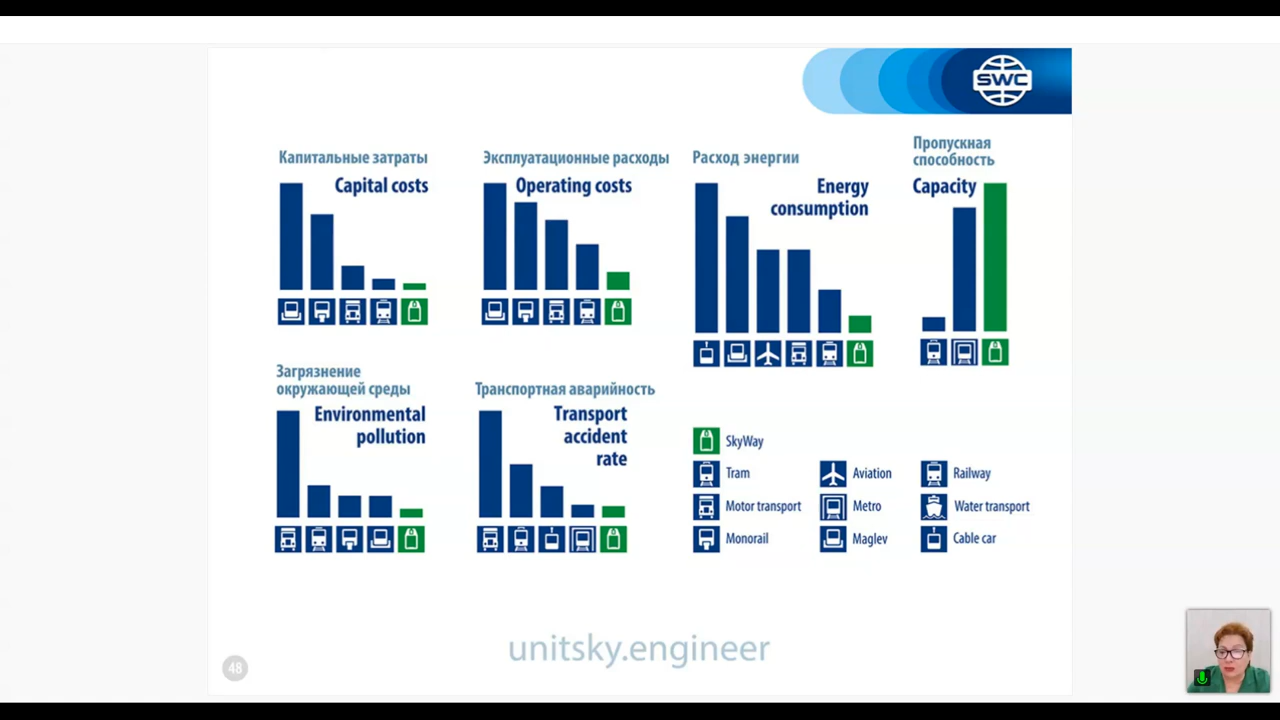 SWC
Капитальные затраты
Capital costs
Эксплуатационные расходы
Operating costs
Расход энергии
Energy
consumption
Пропускная
способность
Capacity
Загрязнение
окружающей среды
Environmental
pollution
Транспортная аварийность
Transport
accident
rate
SkyWay
Tram
Aviation
Railway
Motor transport
Metro
Water transport
Monorail
Maglev
Cable car
unitsky.engineer
48